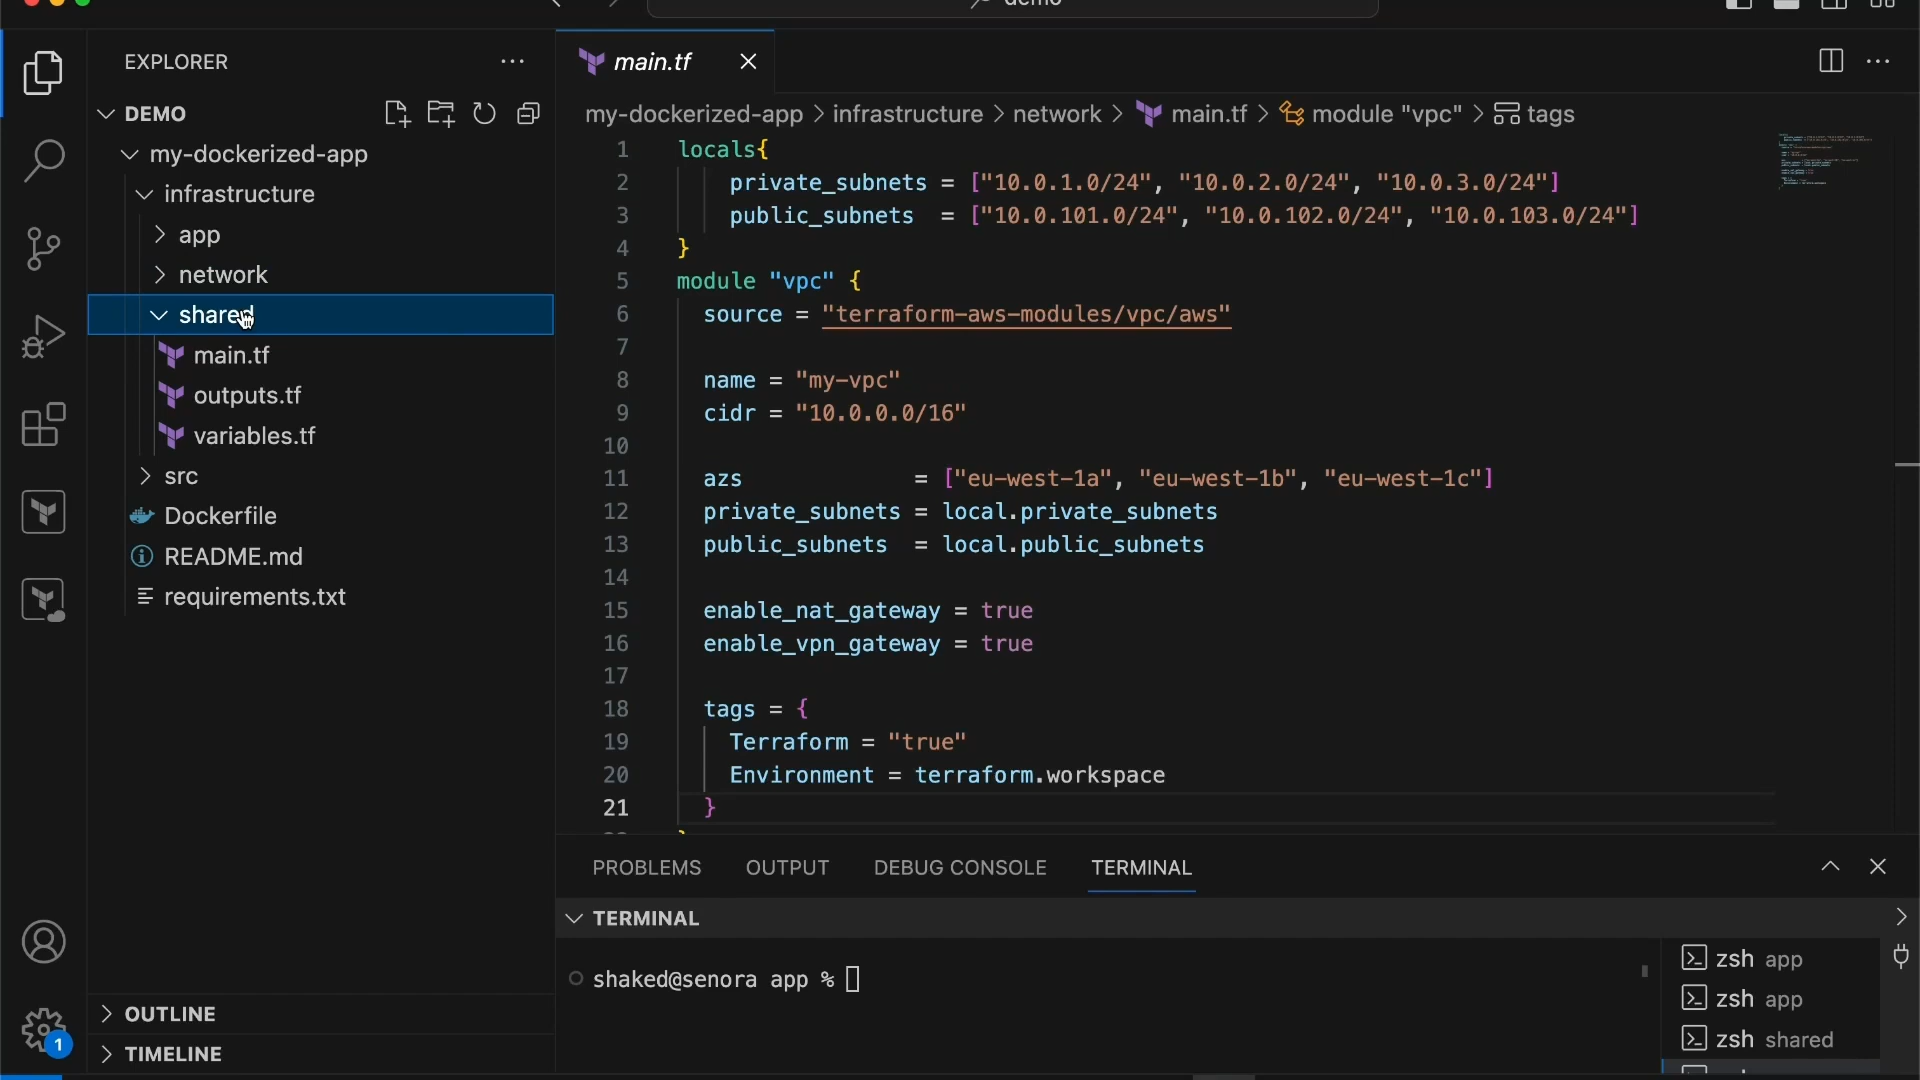 demo
EXPLORER
DEMO
my-dockerized-app
infrastructure
app
network
shared
main.tf
outputs.tf
variables.tf
src
Dockerfile
README.md
requirements.txt
OUTLINE
TIMELINE
1
main.tf
my-dockerized-app > infrastructure > network > main.tf > module "vpc" > tags
1 locals{
2 private_subnets = ["10.0.1.0/24", "10.0.2.0/24", "10.0.3.0/24"]
3 public_subnets = ["10.0.101.0/24", "10.0.102.0/24", "10.0.103.0/24"]
4 }
5 module "vpc" {
6 source = "terraform-aws-modules/vpc/aws"
7
8 name = "my-vpc"
9 cidr = "10.0.0.0/16"
10
11 azs = ["eu-west-1a", "eu-west-1b", "eu-west-1c"]
12 private_subnets = local.private_subnets
13 public_subnets = local.public_subnets
14
15 enable_nat_gateway = true
16 enable_vpn_gateway = true
17
18 tags = {
19 Terraform = "true"
20 Environment = terraform.workspace
21 }
PROBLEMS OUTPUT DEBUG CONSOLE TERMINAL
TERMINAL
shaked@senora app %
zsh app
zsh app
zsh shared